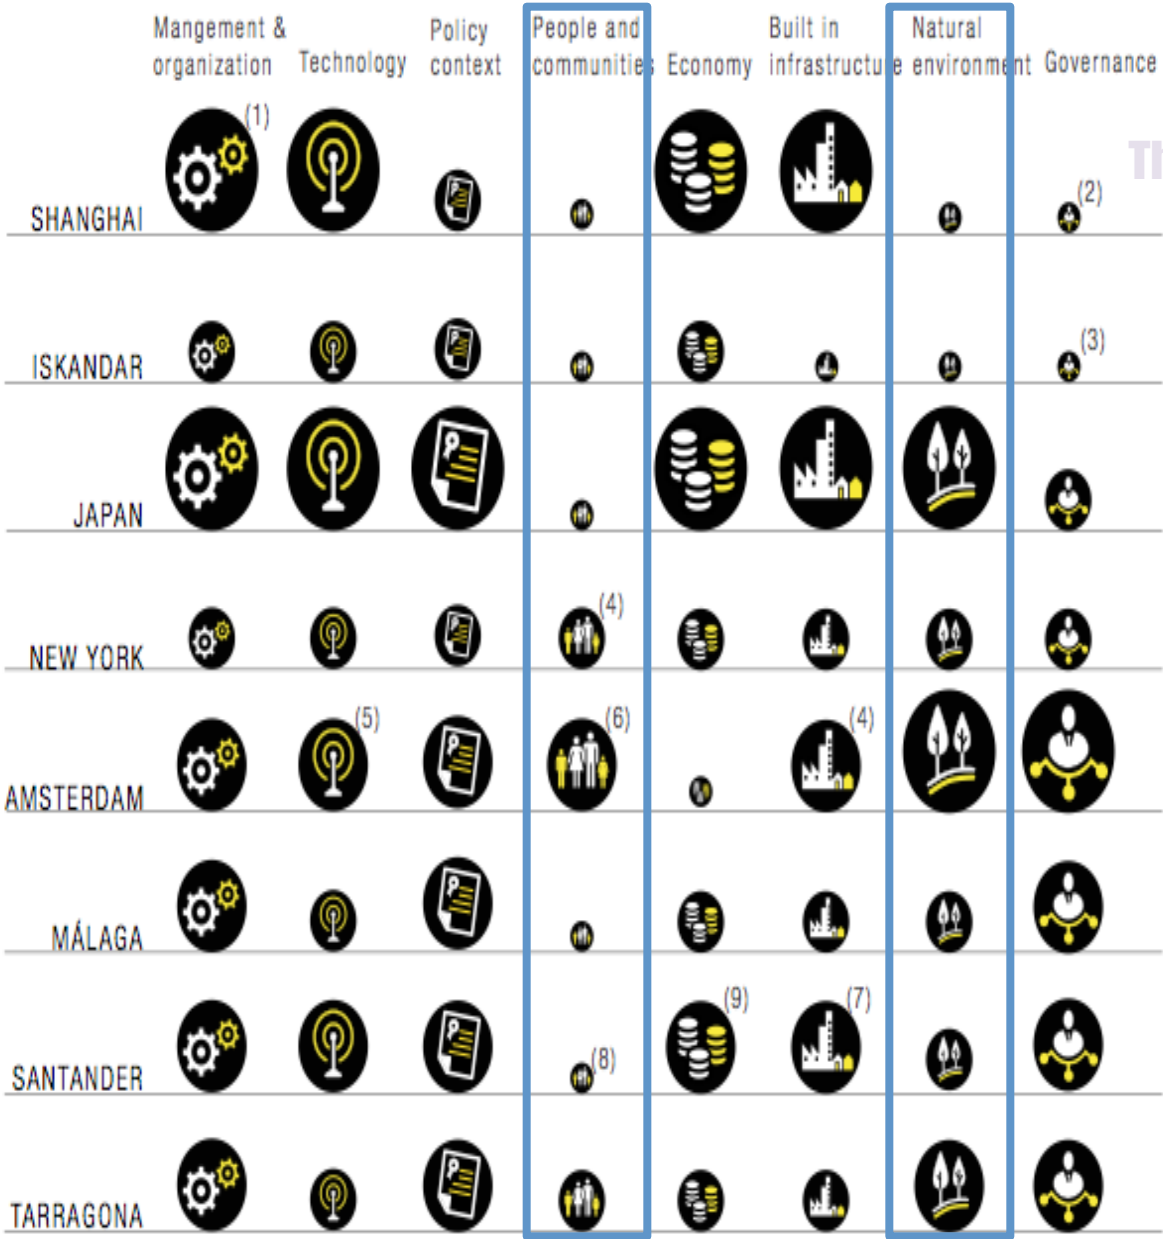 Mangement & organization
Technology
Policy context
People and communities
Economy
Built in infrastructure
Natural environment
Governance
Th
SHANGHAI (1) (2)
ISKANDAR (3)
JAPAN
NEW YORK (4)
AMSTERDAM (5) (6) (4)
MÁLAGA
SANTANDER (8) (9) (7)
TARRAGONA